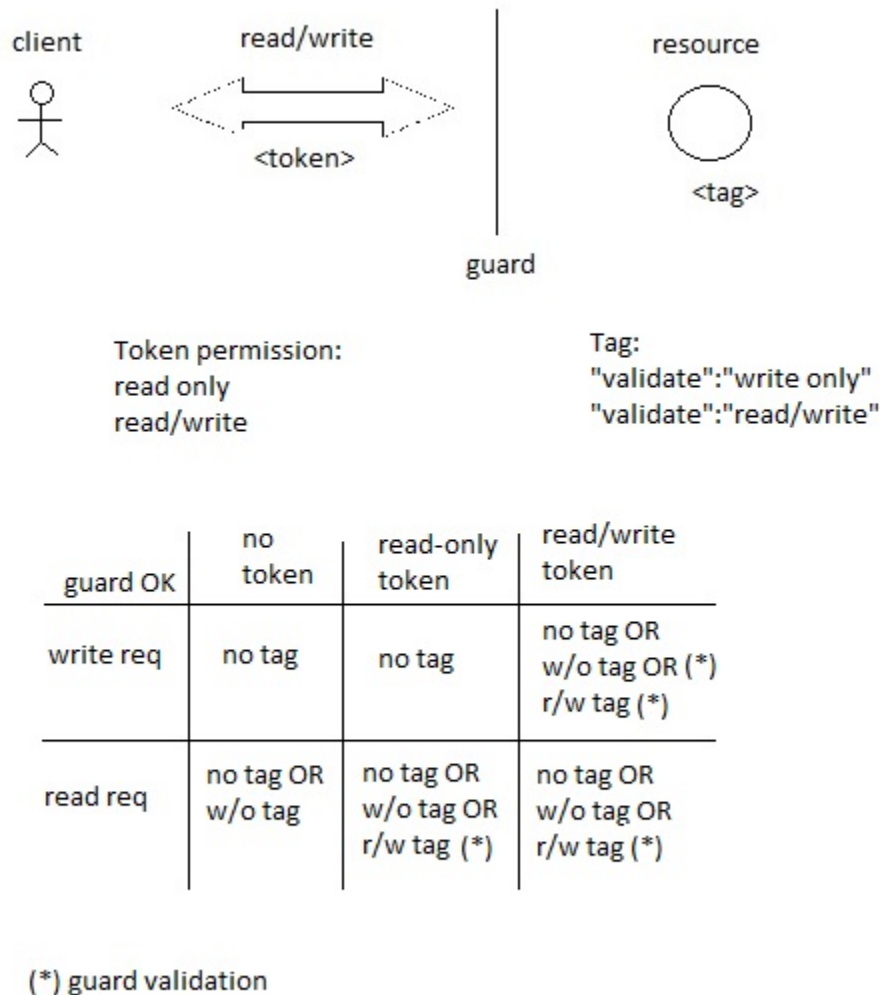 client
read/write
resource
<token>
<tag>
guard
Token permission:
read only
read/write
Tag:
"validate":"write only"
"validate":"read/write"
guard OK
no
token
read-only
token
read/write
token
write req
no tag
no tag
no tag OR
w/o tag OR (*)
r/w tag (*)
read req
no tag OR
w/o tag
no tag OR
w/o tag OR
r/w tag (*)
no tag OR
w/o tag OR
r/w tag (*)
(*) guard validation